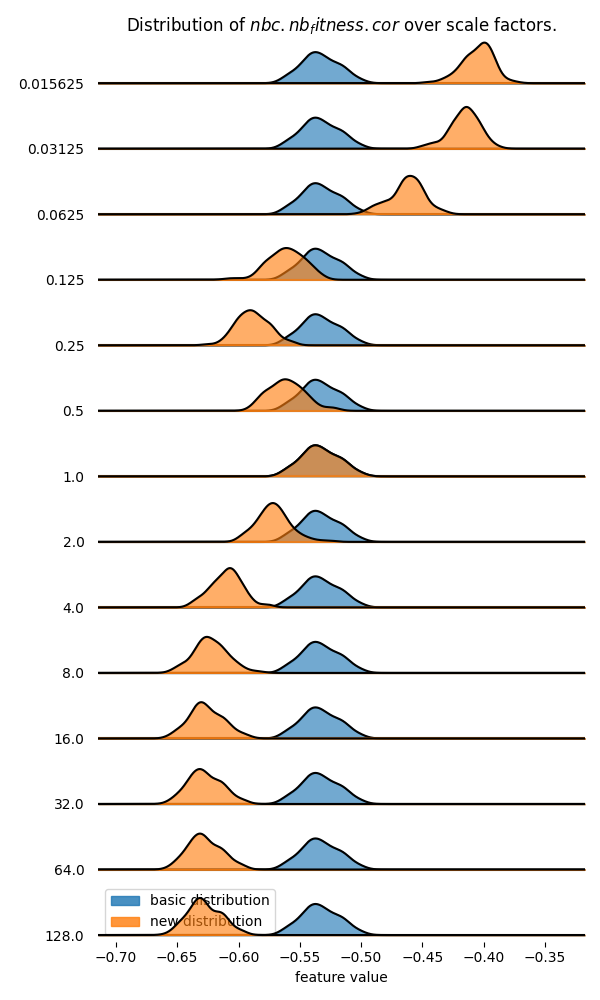 Distribution of nbc.nb_fitness.cor over scale factors.
0.015625
0.03125
0.0625
0.125
0.25
0.5
1.0
2.0
4.0
8.0
16.0
32.0
64.0
basic distribution
new distribution
128.0
−0.70 −0.65 −0.60 −0.55 −0.50 −0.45 −0.40 −0.35
feature value